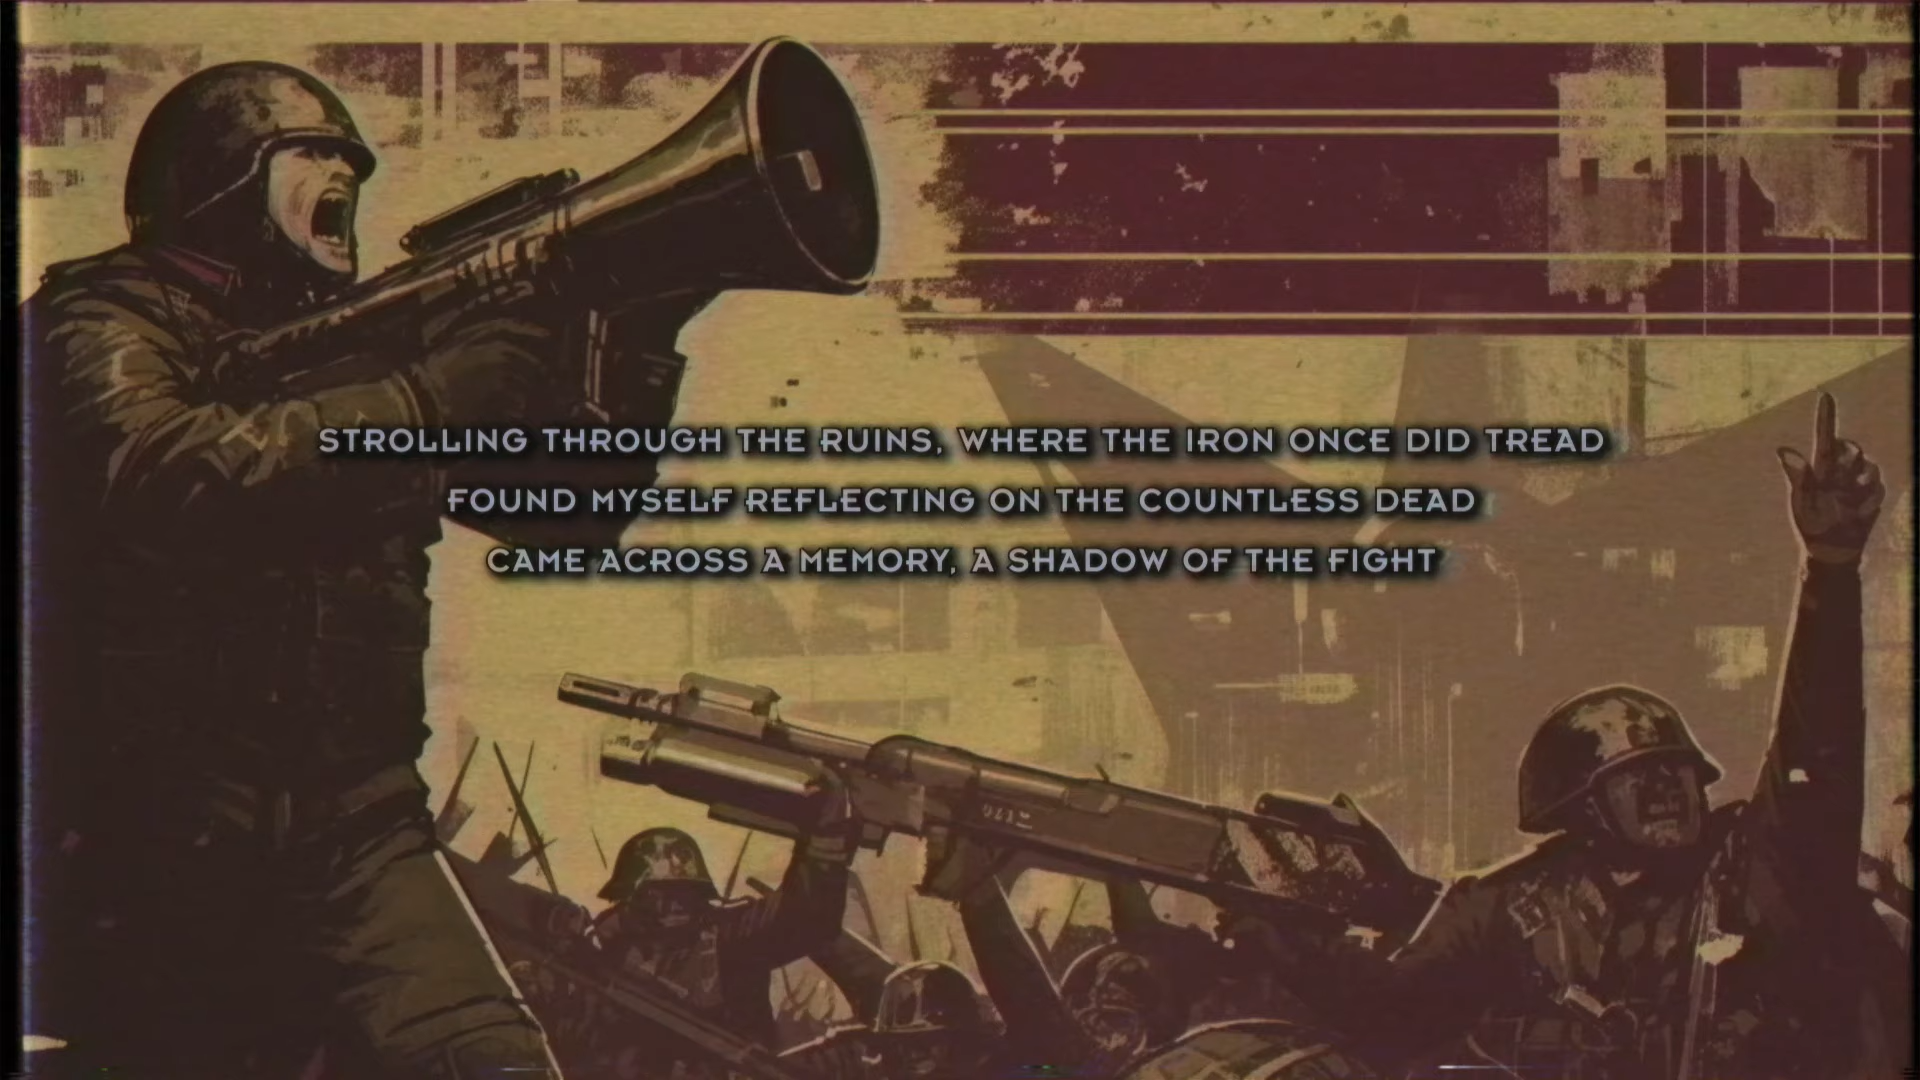 STROLLING THROUGH THE RUINS, WHERE THE IRON ONCE DID TREAD
FOUND MYSELF REFLECTING ON THE COUNTLESS DEAD
CAME ACROSS A MEMORY, A SHADOW OF THE FIGHT